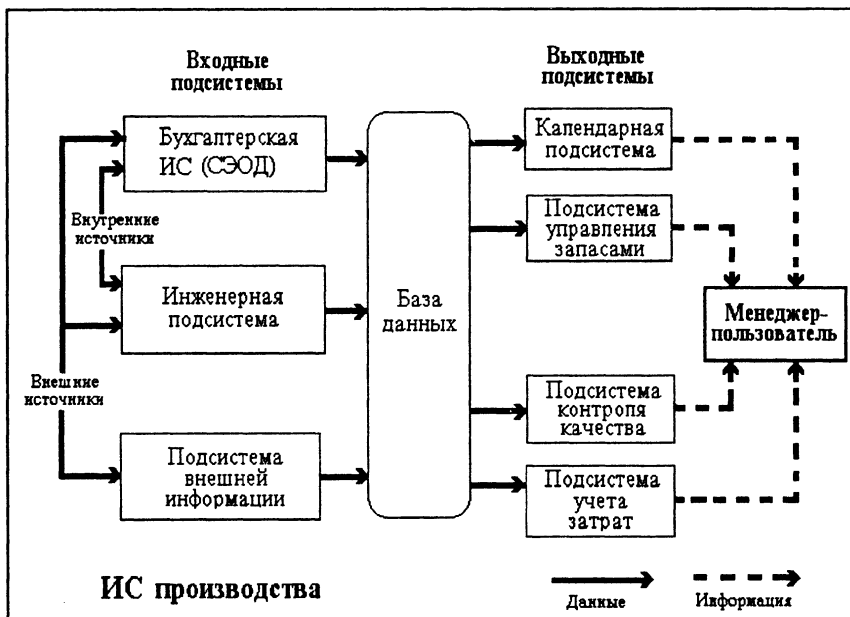 Входные
подсистемы
Выходные
подсистемы
Бухгалтерская
ИС (СЭОД)
Календарная
подсистема
Внутренние
источники
Подсистема
управления
запасами
Инженерная
подсистема
База
данных
Менеджер-
пользователь
Внешние
источники
Подсистема
контроля
качества
Подсистема
внешней
информации
Подсистема
учета
затрат
ИС производства
Данные
Информация